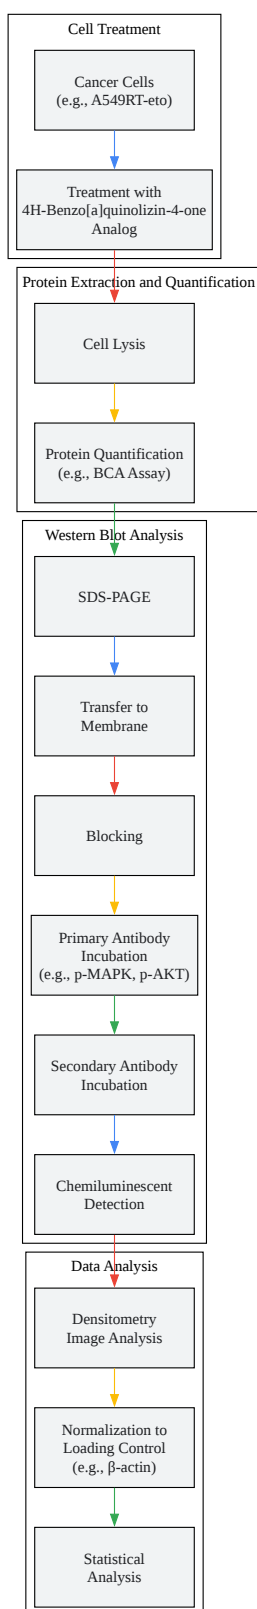 Cell Treatment
Cancer Cells
(e.g., A549RT-eto)
Treatment with
4H-Benzo[a]quinolizin-4-one
Analog
Protein Extraction and Quantification
Cell Lysis
Protein Quantification
(e.g., BCA Assay)
Western Blot Analysis
SDS-PAGE
Transfer to
Membrane
Blocking
Primary Antibody
Incubation
(e.g., p-MAPK, p-AKT)
Secondary Antibody
Incubation
Chemiluminescent
Detection
Data Analysis
Densitometry
Image Analysis
Normalization to
Loading Control
(e.g., β-actin)
Statistical
Analysis